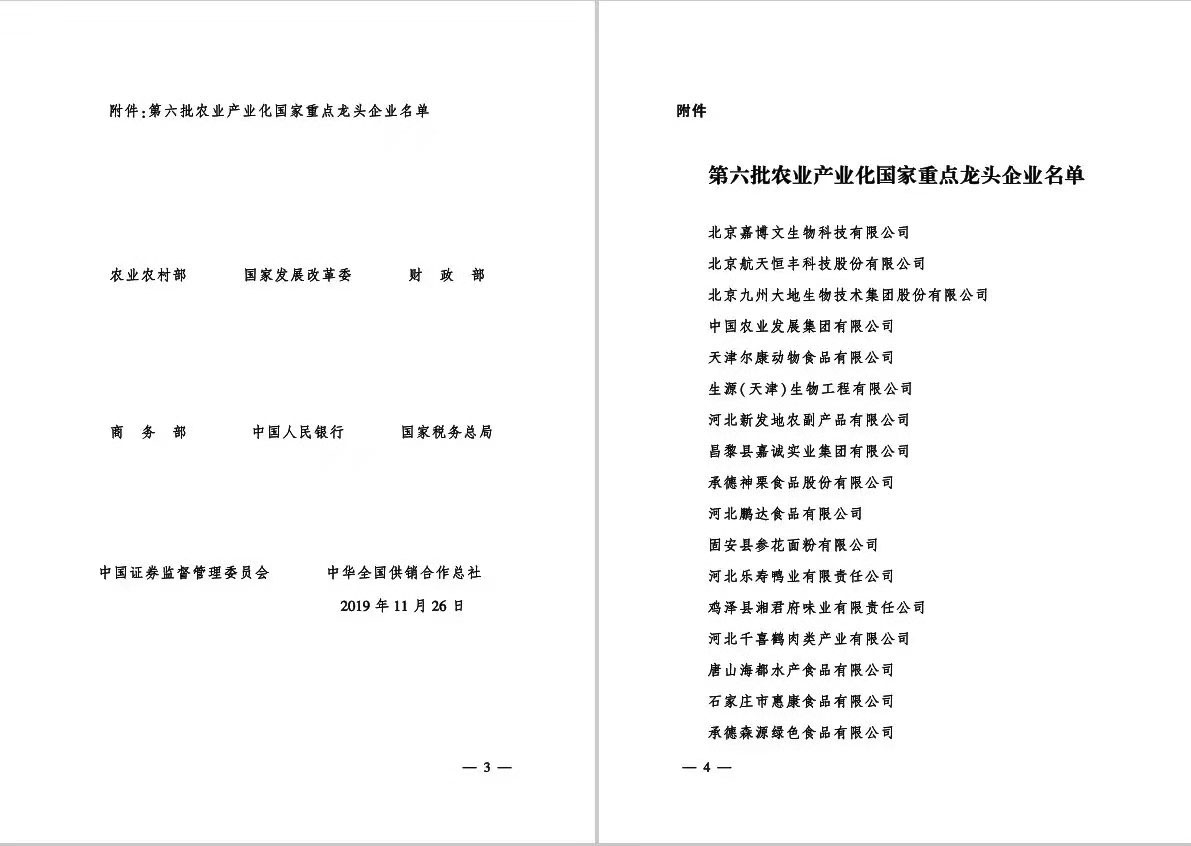 附件:第六批农业产业化国家重点龙头企业名单
农业农村部 国家发展改革委 财 政 部
商 务 部 中国人民银行 国家税务总局
中国证券监督管理委员会 中华全国供销合作总社
2019 年 11 月 26 日
— 3 —
附件
第六批农业产业化国家重点龙头企业名单
北京嘉博文生物科技有限公司
北京航天恒丰科技股份有限公司
北京九州大地生物技术集团股份有限公司
中国农业发展集团有限公司
天津尔康动物食品有限公司
生源(天津)生物工程有限公司
河北新发地农副产品有限公司
昌黎县嘉诚实业集团有限公司
承德神栗食品股份有限公司
河北鹏达食品有限公司
固安县参花面粉有限公司
河北乐寿鸭业有限责任公司
鸡泽县湘君府味业有限责任公司
河北千喜鹤肉类产业有限公司
唐山海都水产食品有限公司
石家庄市惠康食品有限公司
承德森源绿色食品有限公司
— 4 —